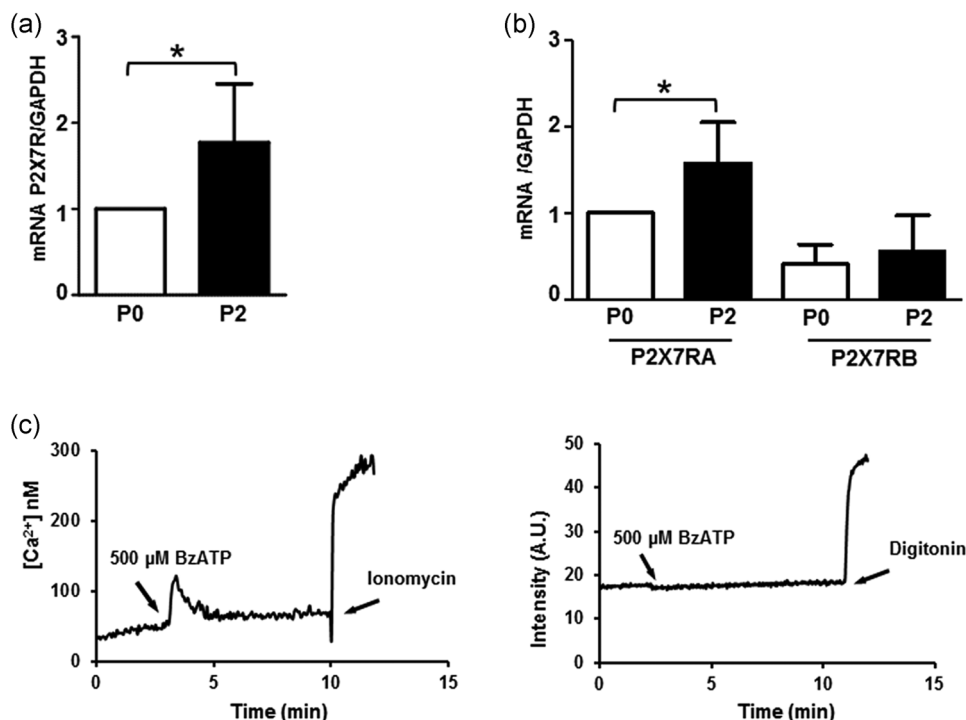 (a)
mRNA P2X7R/GAPDH
3
2
1
0
*
P0 P2
(b)
mRNA /GAPDH
3
2
1
0
*
P0 P2 P0 P2
P2X7RA P2X7RB
(c)
[Ca²⁺] nM
300
200
100
0
500 µM BzATP
Ionomycin
0 5 10 15
Time (min)
Intensity (A.U.)
50
40
30
20
10
0
500 µM BzATP
Digitonin
0 5 10 15
Time (min)